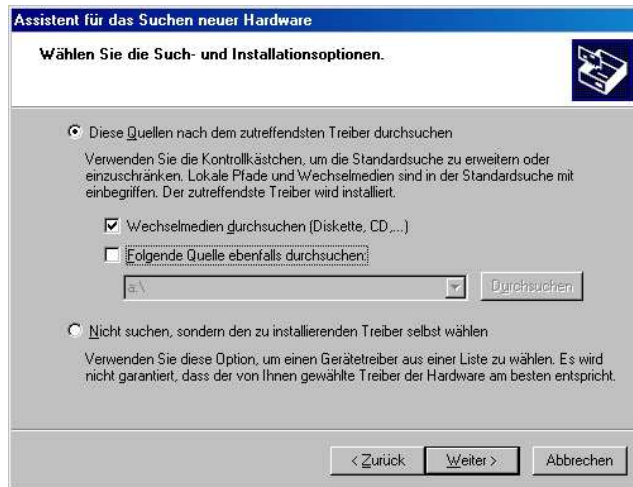 Assistent für das Suchen neuer Hardware
Wählen Sie die Such- und Installationsoptionen.
Diese Quellen nach dem zutreffendsten Treiber durchsuchen
Verwenden Sie die Kontrollkästchen, um die Standardsuche zu erweitern oder
einzuschränken. Lokale Pfade und Wechselmedien sind in der Standardsuche mit
einbegriffen. Der zutreffendste Treiber wird installiert.
Wechselmedien durchsuchen (Diskette, CD,...)
Folgende Quelle ebenfalls durchsuchen:
a:\
Durchsuchen
Nicht suchen, sondern den zu installierenden Treiber selbst wählen
Verwenden Sie diese Option, um einen Gerätetreiber aus einer Liste zu wählen. Es wird
nicht garantiert, dass der von Ihnen gewählte Treiber der Hardware am besten entspricht.
< Zurück Weiter > Abbrechen